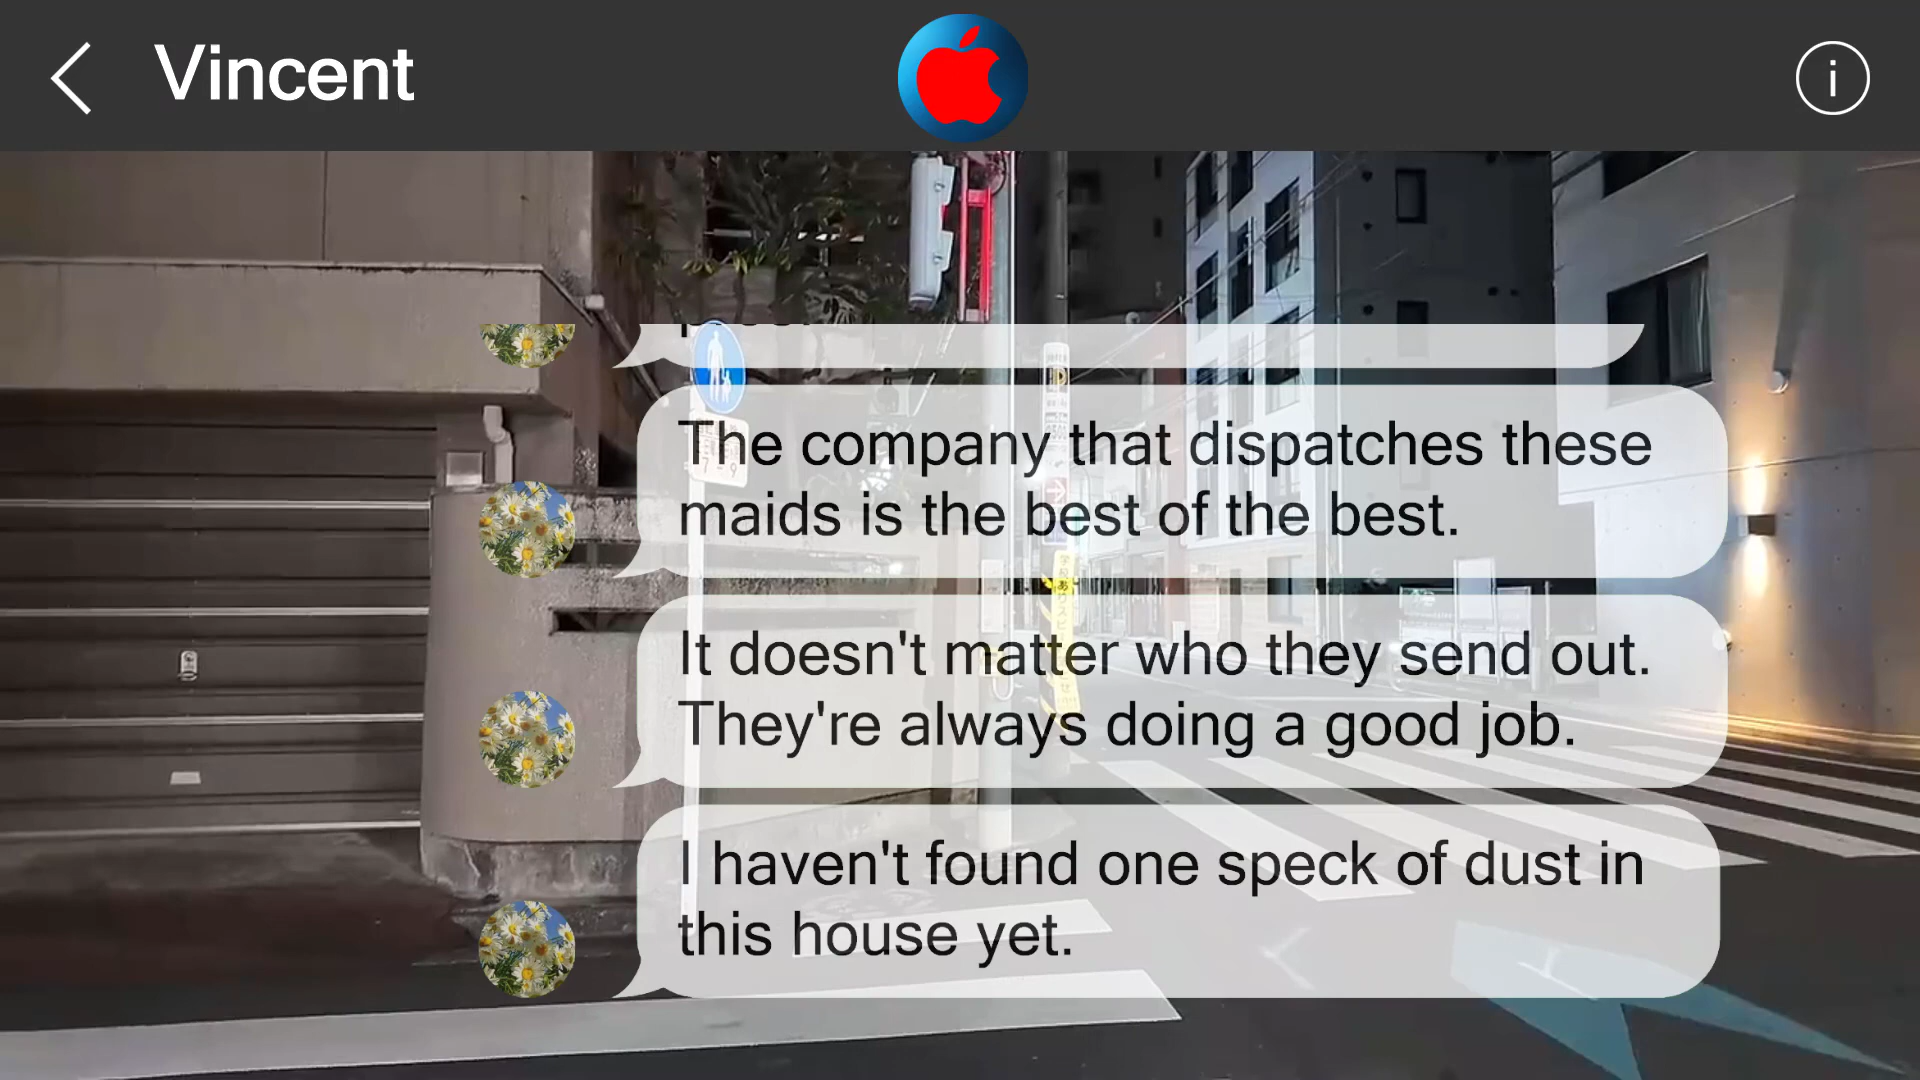 Vincent
i
The company that dispatches these
maids is the best of the best.
It doesn't matter who they send out.
They're always doing a good job.
I haven't found one speck of dust in
this house yet.